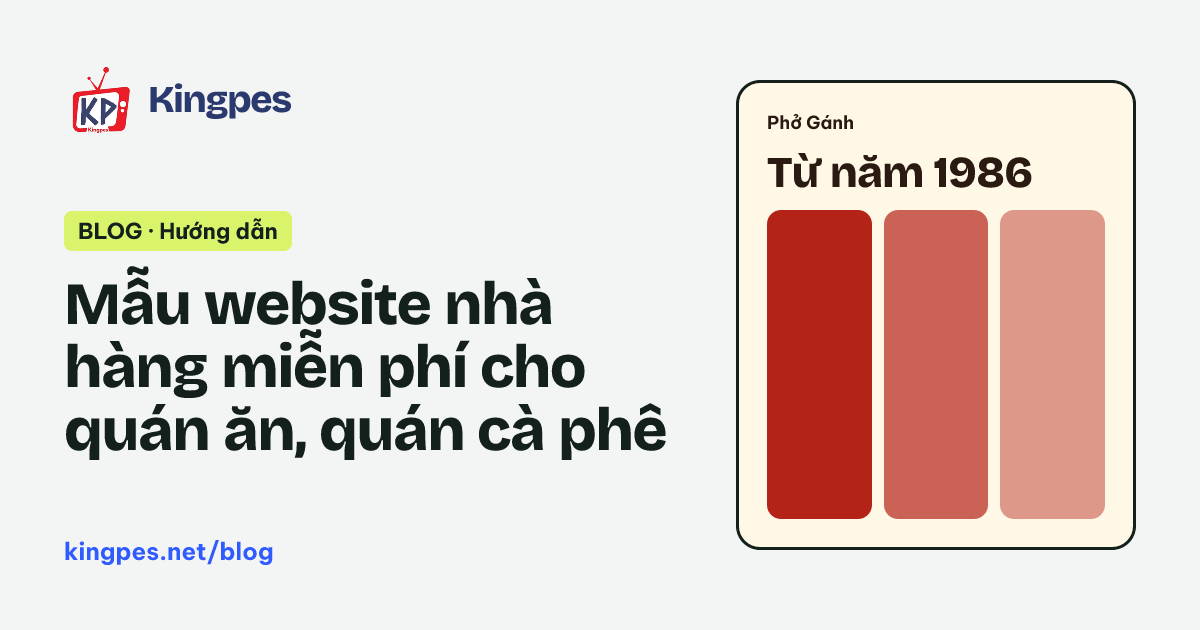 KP
Kingpes
Kingpes
BLOG · Hướng dẫn
Mẫu website nhà
hàng miễn phí cho
quán ăn, quán cà phê
kingpes.net/blog
Phở Gánh
Từ năm 1986